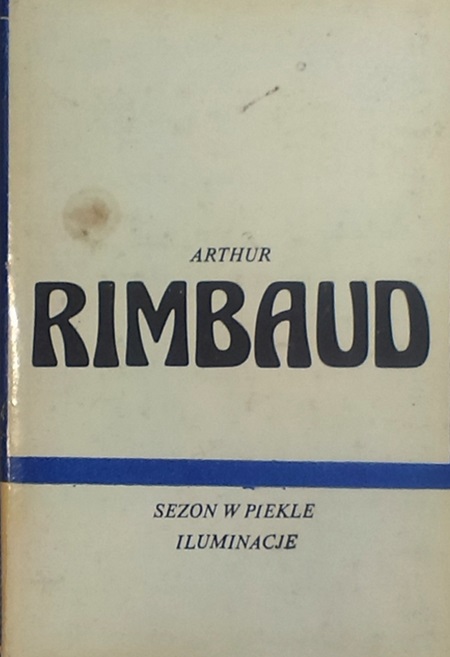 ARTHUR
RIMBAUD
SEZON W PIEKLE
ILUMINACJE